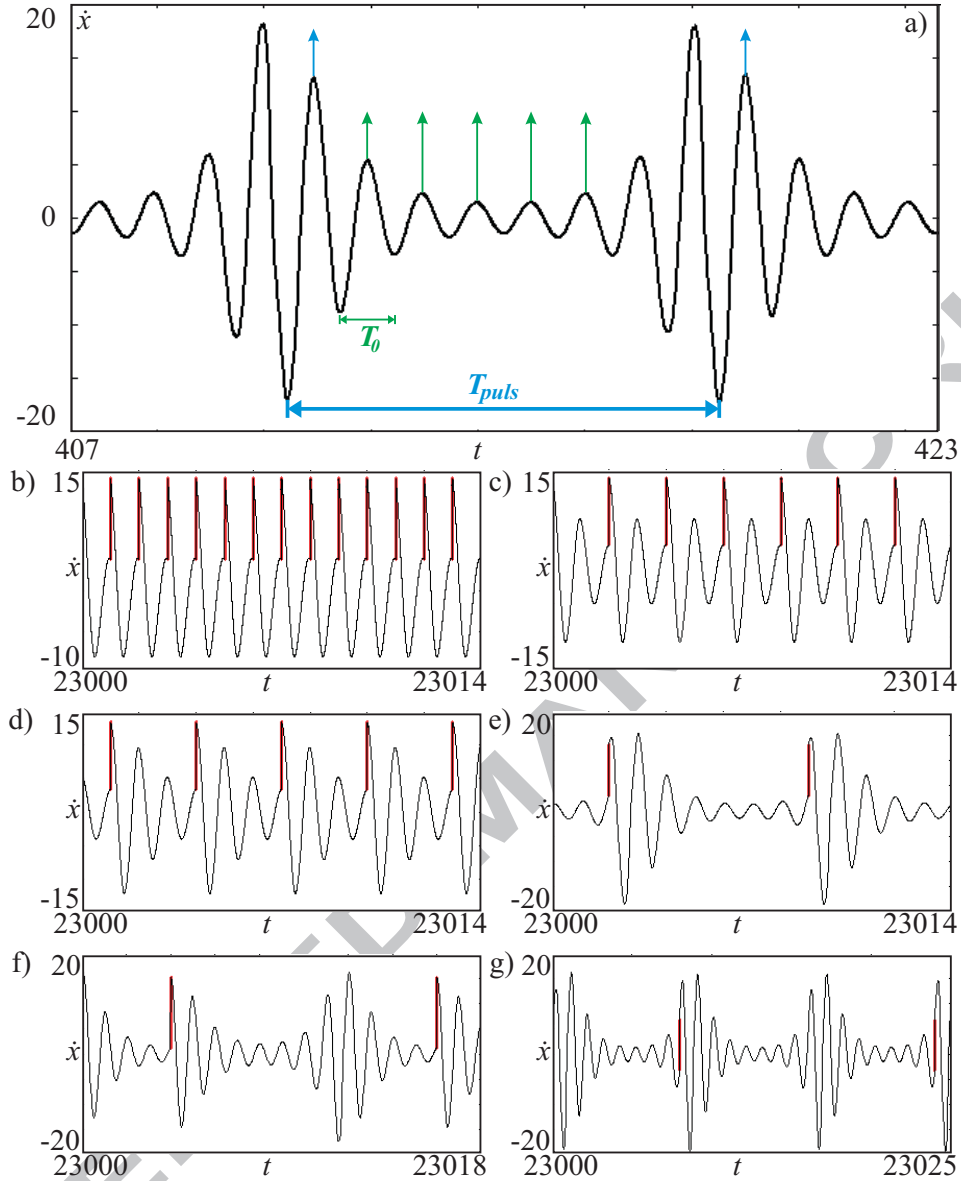 20
ẋ
a)
0
T0
Tpuls
-20
407
t
423
b)
15
ẋ
-10
23000
t
23014
c)
15
ẋ
-15
23000
t
23014
d)
15
ẋ
-15
23000
t
23014
e)
20
ẋ
-20
23000
t
23014
f)
20
ẋ
-20
23000
t
23018
g)
20
ẋ
-20
23000
t
23025